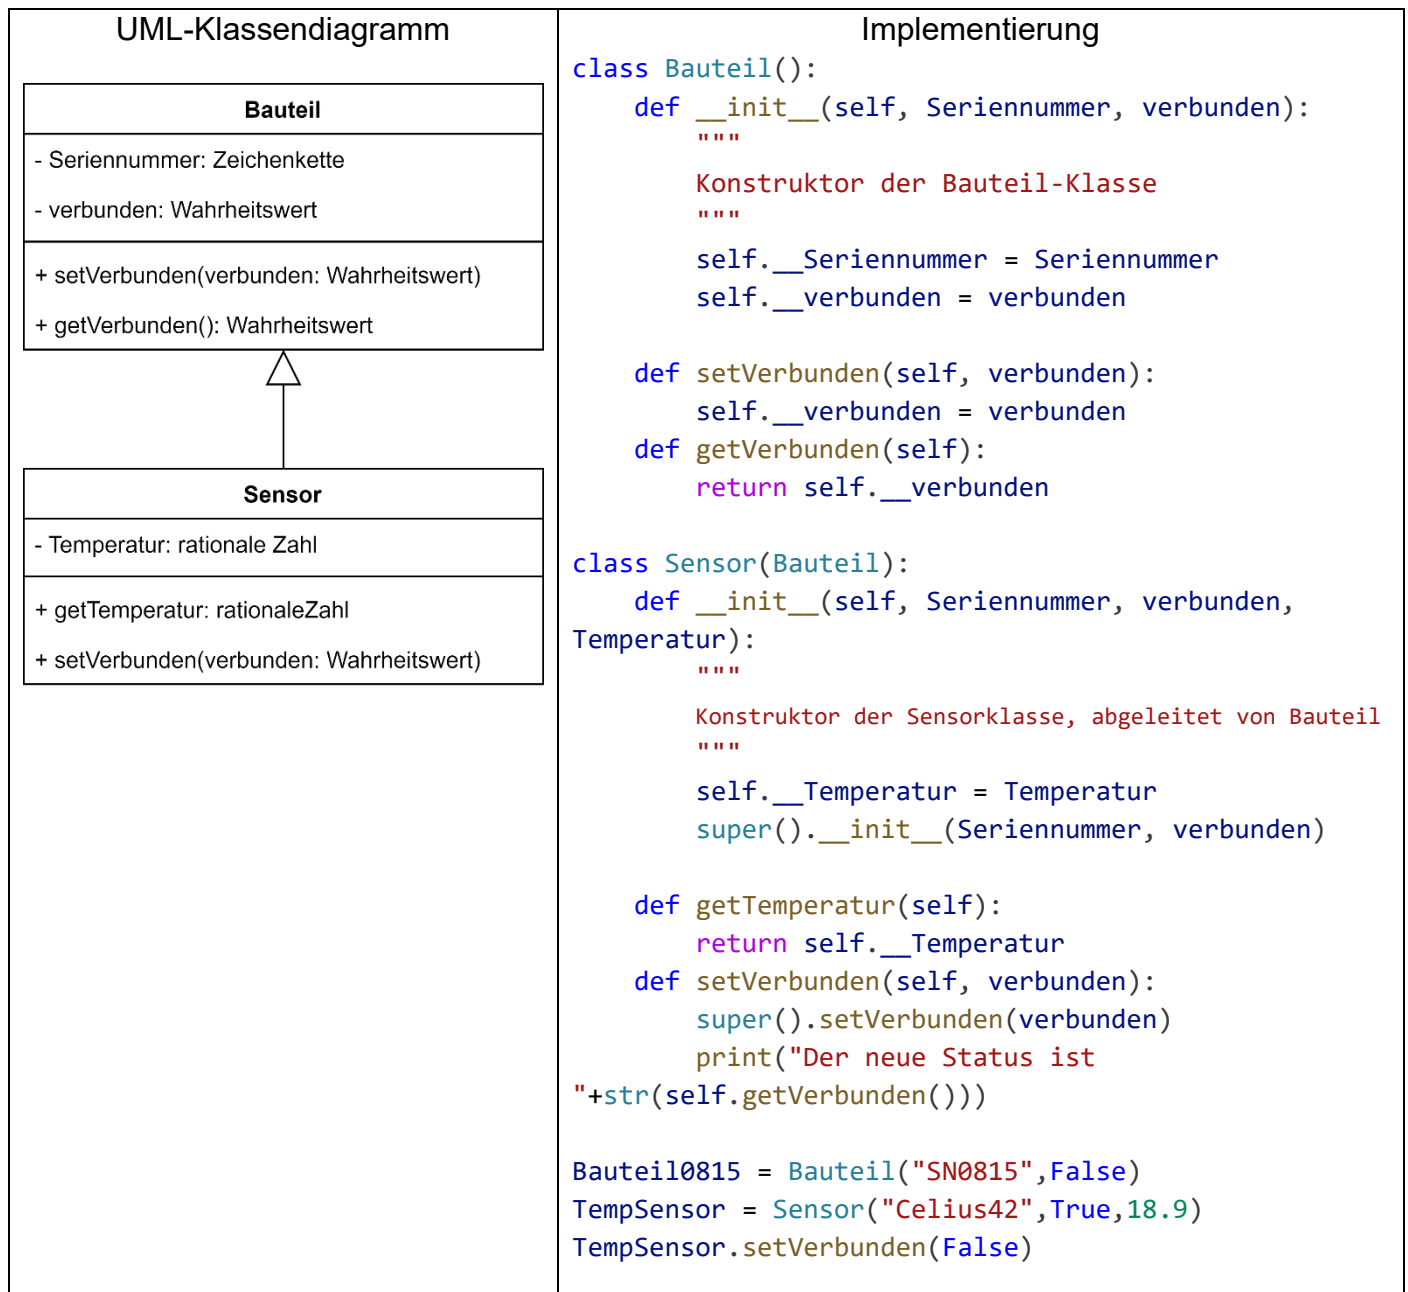 UML-Klassendiagramm
Bauteil
- Seriennummer: Zeichenkette
- verbunden: Wahrheitswert
+ setVerbunden(verbunden: Wahrheitswert)
+ getVerbunden(): Wahrheitswert
Sensor
- Temperatur: rationale Zahl
+ getTemperatur: rationaleZahl
+ setVerbunden(verbunden: Wahrheitswert)
Implementierung
class Bauteil():
    def __init__(self, Seriennummer, verbunden):
        """
        Konstruktor der Bauteil-Klasse
        """
        self.__Seriennummer = Seriennummer
        self.__verbunden = verbunden

    def setVerbunden(self, verbunden):
        self.__verbunden = verbunden
    def getVerbunden(self):
        return self.__verbunden

class Sensor(Bauteil):
    def __init__(self, Seriennummer, verbunden,
Temperatur):
        """
        Konstruktor der Sensorklasse, abgeleitet von Bauteil
        """
        self.__Temperatur = Temperatur
        super().__init__(Seriennummer, verbunden)

    def getTemperatur(self):
        return self.__Temperatur
    def setVerbunden(self, verbunden):
        super().setVerbunden(verbunden)
        print("Der neue Status ist
"+str(self.getVerbunden()))

Bauteil0815 = Bauteil("SN0815",False)
TempSensor = Sensor("Celius42",True,18.9)
TempSensor.setVerbunden(False)